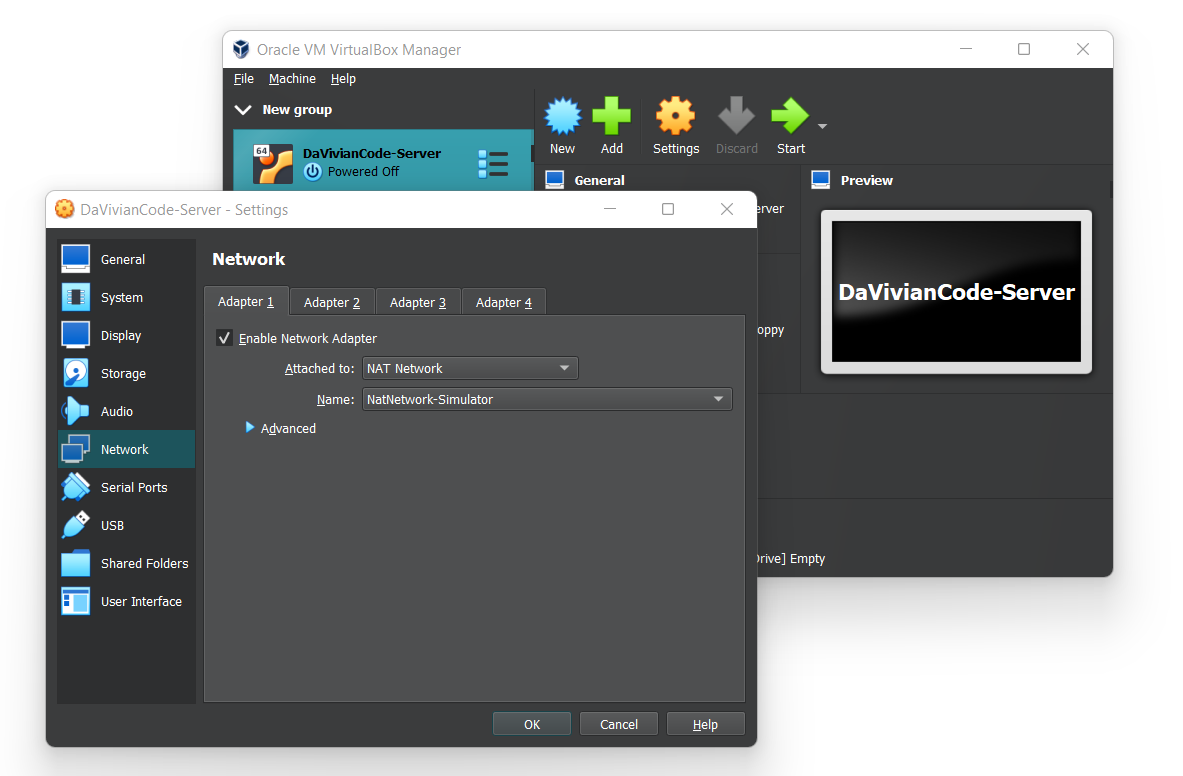 Oracle VM VirtualBox Manager
File Machine Help
New group
64
DaVivianCode-Server
Powered Off
New Add Settings Discard Start
General
Preview
erver
oppy
DaVivianCode-Server
Drive] Empty
DaVivianCode-Server - Settings
General
System
Display
Storage
Audio
Network
Serial Ports
USB
Shared Folders
User Interface
Network
Adapter 1 Adapter 2 Adapter 3 Adapter 4
Enable Network Adapter
Attached to: NAT Network
Name: NatNetwork-Simulator
Advanced
OK Cancel Help